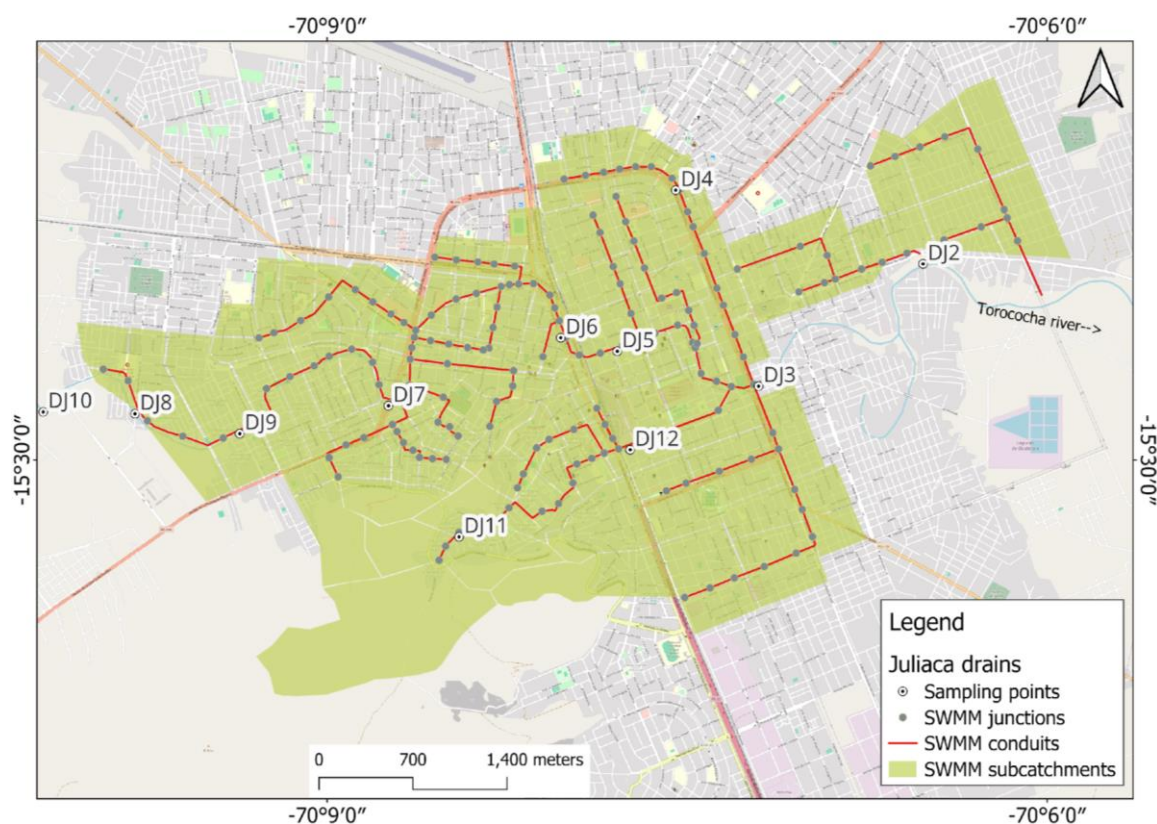 -70°9′0″
-70°6′0″
DJ4
DJ2
Torococha river-->
DJ6
DJ5
DJ3
DJ7
DJ10
DJ8
DJ9
DJ12
-15°30′0″
-15°30′0″
DJ11
Legend
Juliaca drains
Sampling points
SWMM junctions
SWMM conduits
SWMM subcatchments
0 700 1,400 meters
-70°9′0″
-70°6′0″